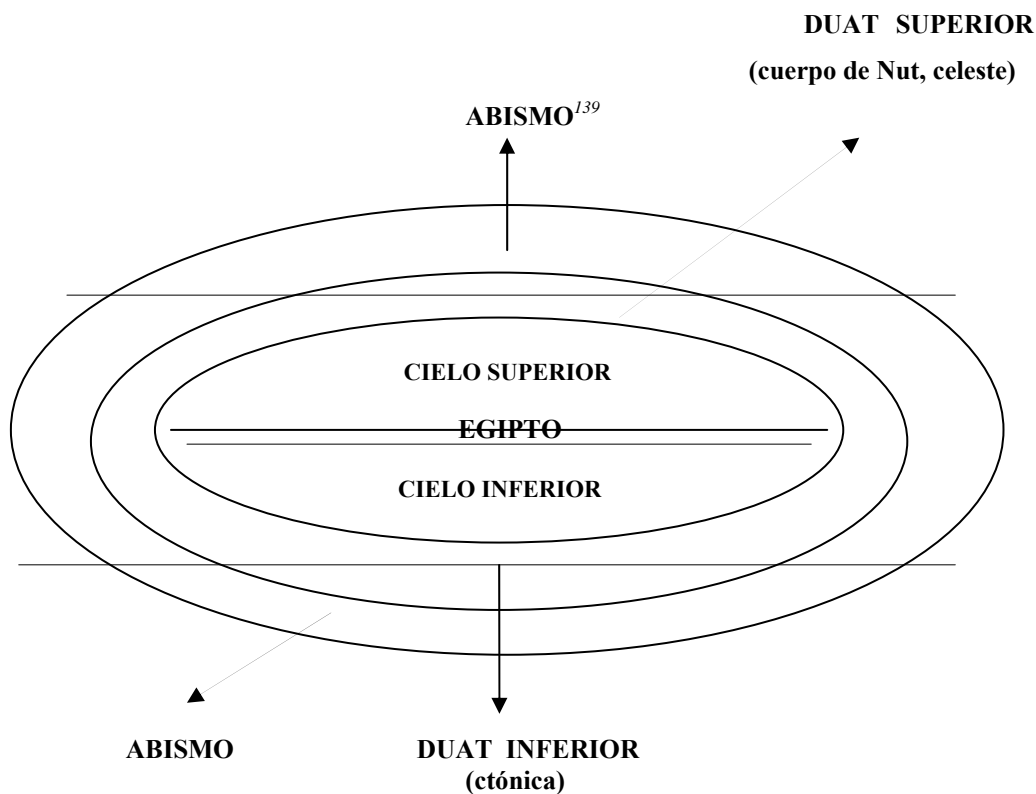 DUAT SUPERIOR
(cuerpo de Nut, celeste)
ABISMO139
CIELO SUPERIOR
EGIPTO
CIELO INFERIOR
ABISMO
DUAT INFERIOR
(ctónica)